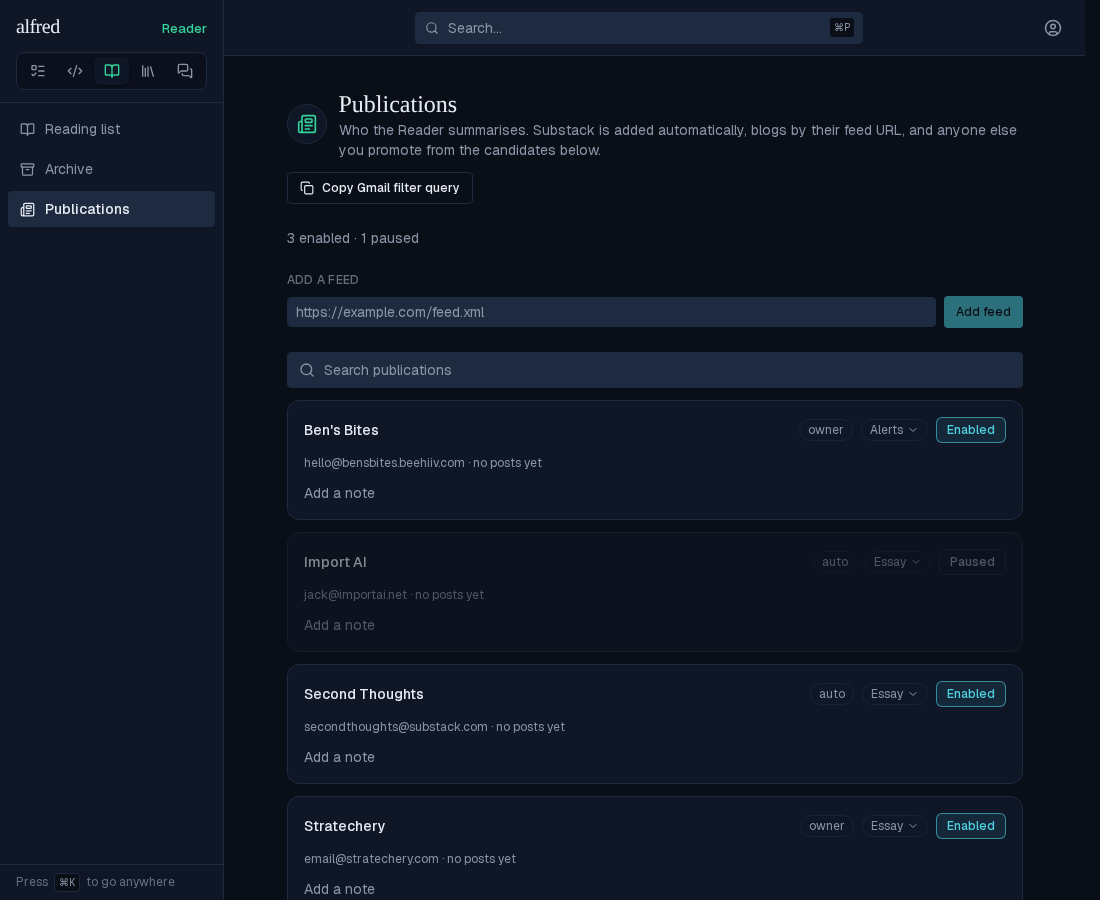 alfred
Reader
Search...
⌘P
Reading list
Archive
Publications
Publications
Who the Reader summarises. Substack is added automatically, blogs by their feed URL, and anyone else
you promote from the candidates below.
Copy Gmail filter query
3 enabled · 1 paused
ADD A FEED
https://example.com/feed.xml
Add feed
Search publications
Ben's Bites
owner
Alerts
Enabled
hello@bensbites.beehiiv.com · no posts yet
Add a note
Import AI
auto
Essay
Paused
jack@importai.net · no posts yet
Add a note
Second Thoughts
auto
Essay
Enabled
secondthoughts@substack.com · no posts yet
Add a note
Stratechery
owner
Essay
Enabled
email@stratechery.com · no posts yet
Add a note
Press ⌘K to go anywhere